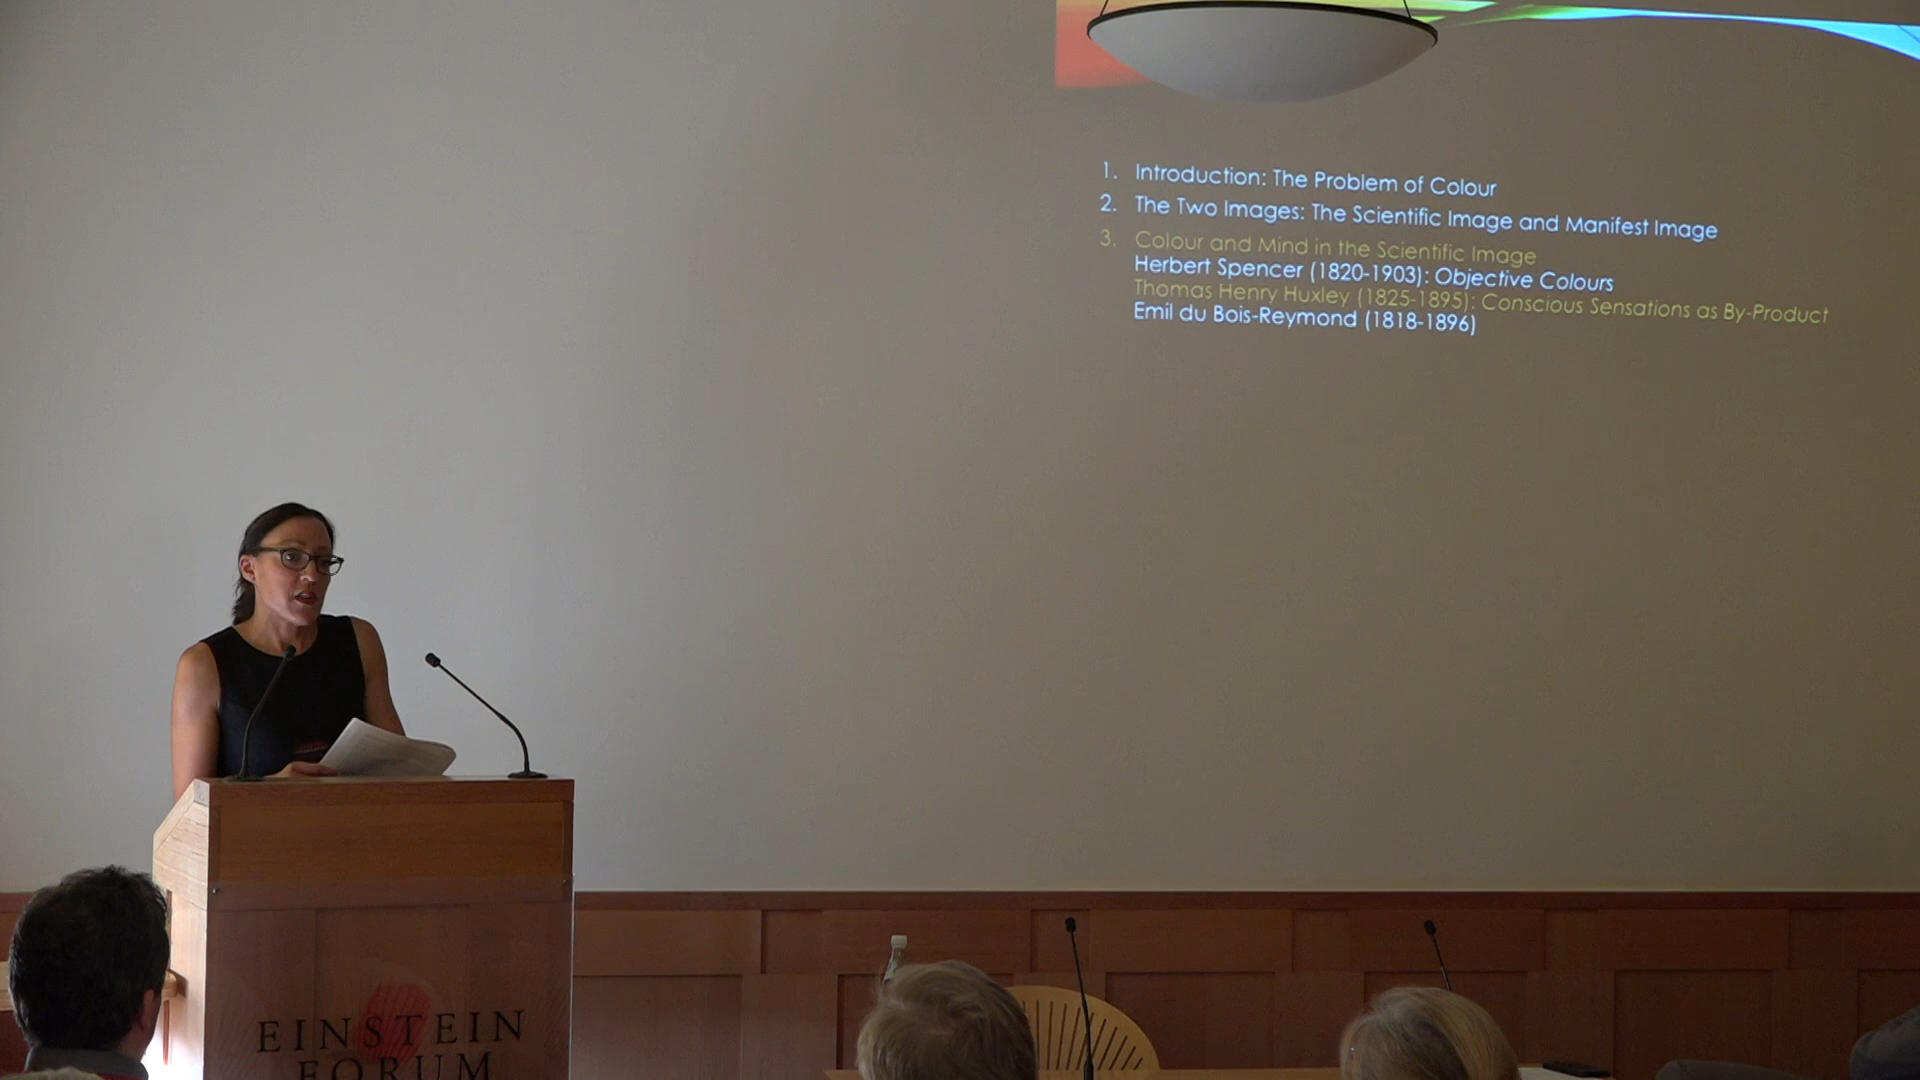 1. Introduction: The Problem of Colour
2. The Two Images: The Scientific Image and Manifest Image
3. Colour and Mind in the Scientific Image
Herbert Spencer (1820-1903): Objective Colours
Thomas Henry Huxley (1825-1895): Conscious Sensations as By-Product
Emil du Bois-Reymond (1818-1896)
EINSTEIN
FORUM